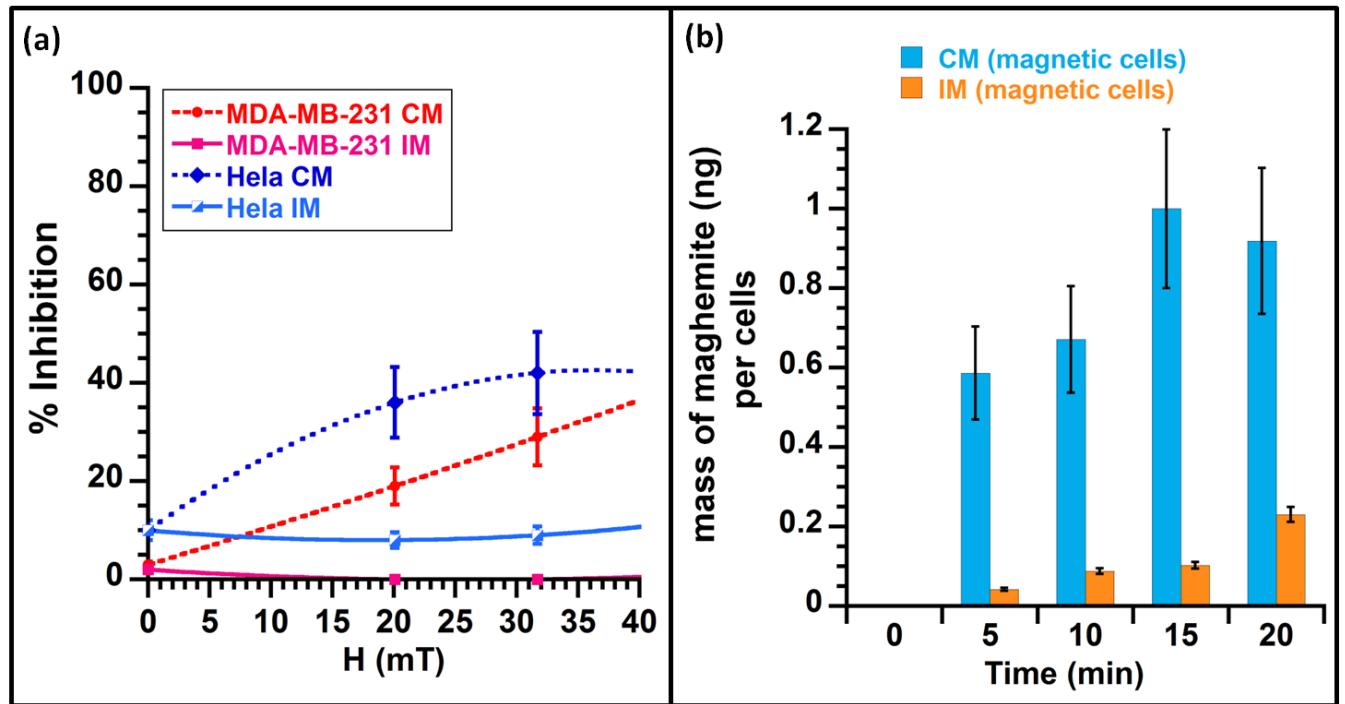 (a)
100
80
60
40
20
0
% Inhibition
MDA-MB-231 CM
MDA-MB-231 IM
Hela CM
Hela IM
0 5 10 15 20 25 30 35 40
H (mT)
(b)
CM (magnetic cells)
IM (magnetic cells)
mass of maghemite (ng)
per cells
1.2
1
0.8
0.6
0.4
0.2
0
0 5 10 15 20
Time (min)